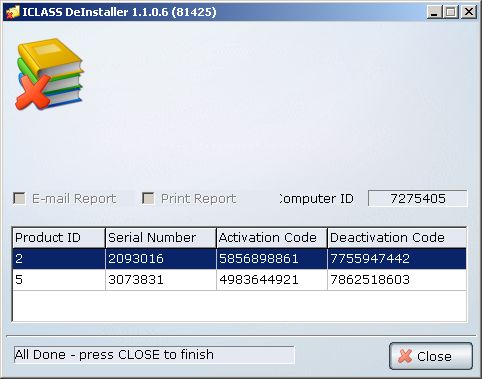 ICLASS DeInstaller 1.1.0.6 (81425)
E-mail Report Print Report Computer ID 7275405
Product ID Serial Number Activation Code Deactivation Code
2 2093016 5856898861 7755947442
5 3073831 4983644921 7862518603
All Done - press CLOSE to finish Close